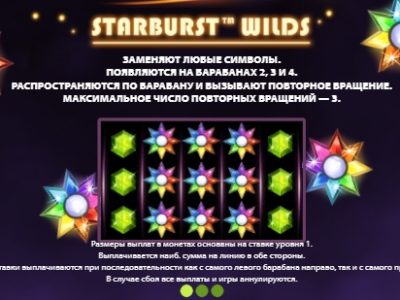 STARBURST™ WILDS
ЗАМЕНЯЮТ ЛЮБЫЕ СИМВОЛЫ.
ПОЯВЛЯЮТСЯ НА БАРАБАНАХ 2, 3 И 4.
РАСПРОСТРАНЯЮТСЯ ПО БАРАБАНУ И ВЫЗЫВАЮТ ПОВТОРНОЕ ВРАЩЕНИЕ.
МАКСИМАЛЬНОЕ ЧИСЛО ПОВТОРНЫХ ВРАЩЕНИЙ — 3.
Размеры выплат в монетах основаны на ставке уровня 1.
Выплачивается наиб. сумма на линию в обе стороны.
тавки выплачиваются при последовательности как с самого левого барабана направо, так и с самого пр
В случае сбоя все выплаты и игры аннулируются.